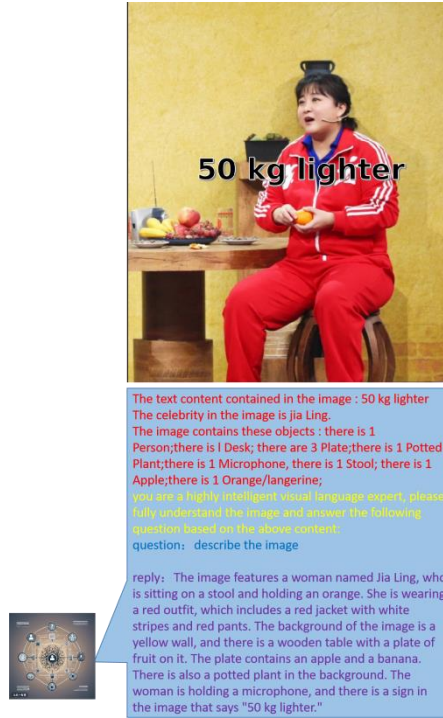 50 kg lighter
The text content contained in the image : 50 kg lighter
The celebrity in the image is jia Ling.
The image contains these objects : there is 1
Person;there is l Desk; there are 3 Plate;there is 1 Potted
Plant;there is 1 Microphone, there is 1 Stool; there is 1
Apple;there is 1 Orange/langerine;
you are a highly intelligent visual language expert, please
fully understand the image and answer the following
question based on the above content:
question: describe the image
reply: The image features a woman named Jia Ling, who
is sitting on a stool and holding an orange. She is wearing
a red outfit, which includes a red jacket with white
stripes and red pants. The background of the image is a
yellow wall, and there is a wooden table with a plate of
fruit on it. The plate contains an apple and a banana.
There is also a potted plant in the background. The
woman is holding a microphone, and there is a sign in
the image that says "50 kg lighter."